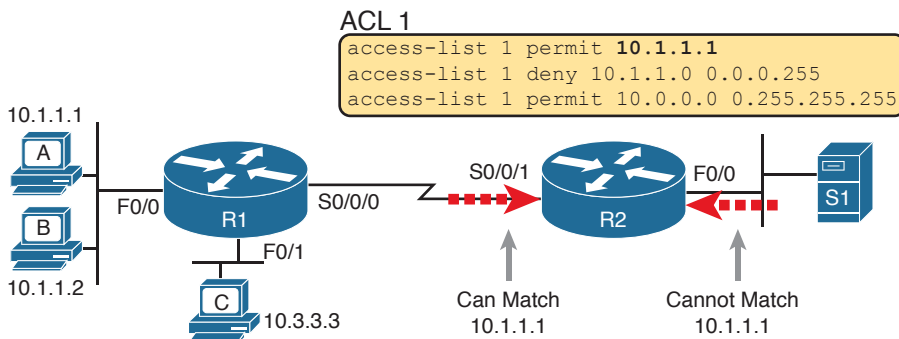 ACL 1
access-list 1 permit 10.1.1.1
access-list 1 deny 10.1.1.0 0.0.0.255
access-list 1 permit 10.0.0.0 0.255.255.255
10.1.1.1
A
F0/0
B
10.1.1.2
R1
S0/0/0
F0/1
C
10.3.3.3
S0/0/1
R2
F0/0
S1
Can Match
10.1.1.1
Cannot Match
10.1.1.1